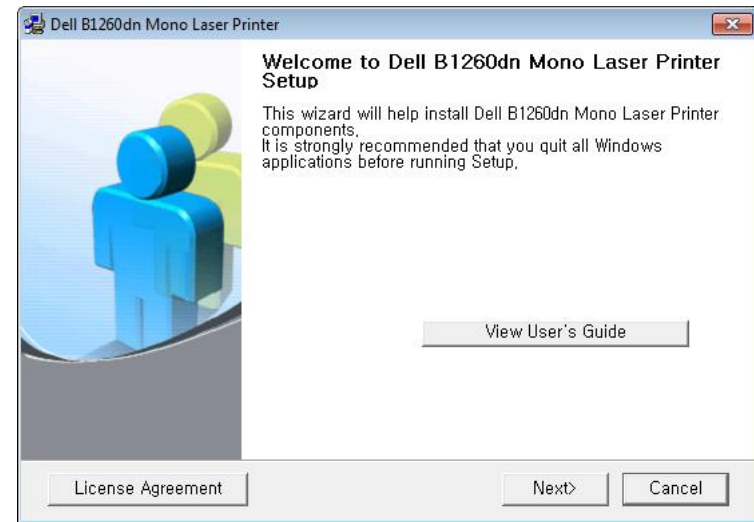 Dell B1260dn Mono Laser Printer
Welcome to Dell B1260dn Mono Laser Printer
Setup
This wizard will help install Dell B1260dn Mono Laser Printer
components,
It is strongly recommended that you quit all Windows
applications before running Setup,
View User's Guide
License Agreement
Next>
Cancel